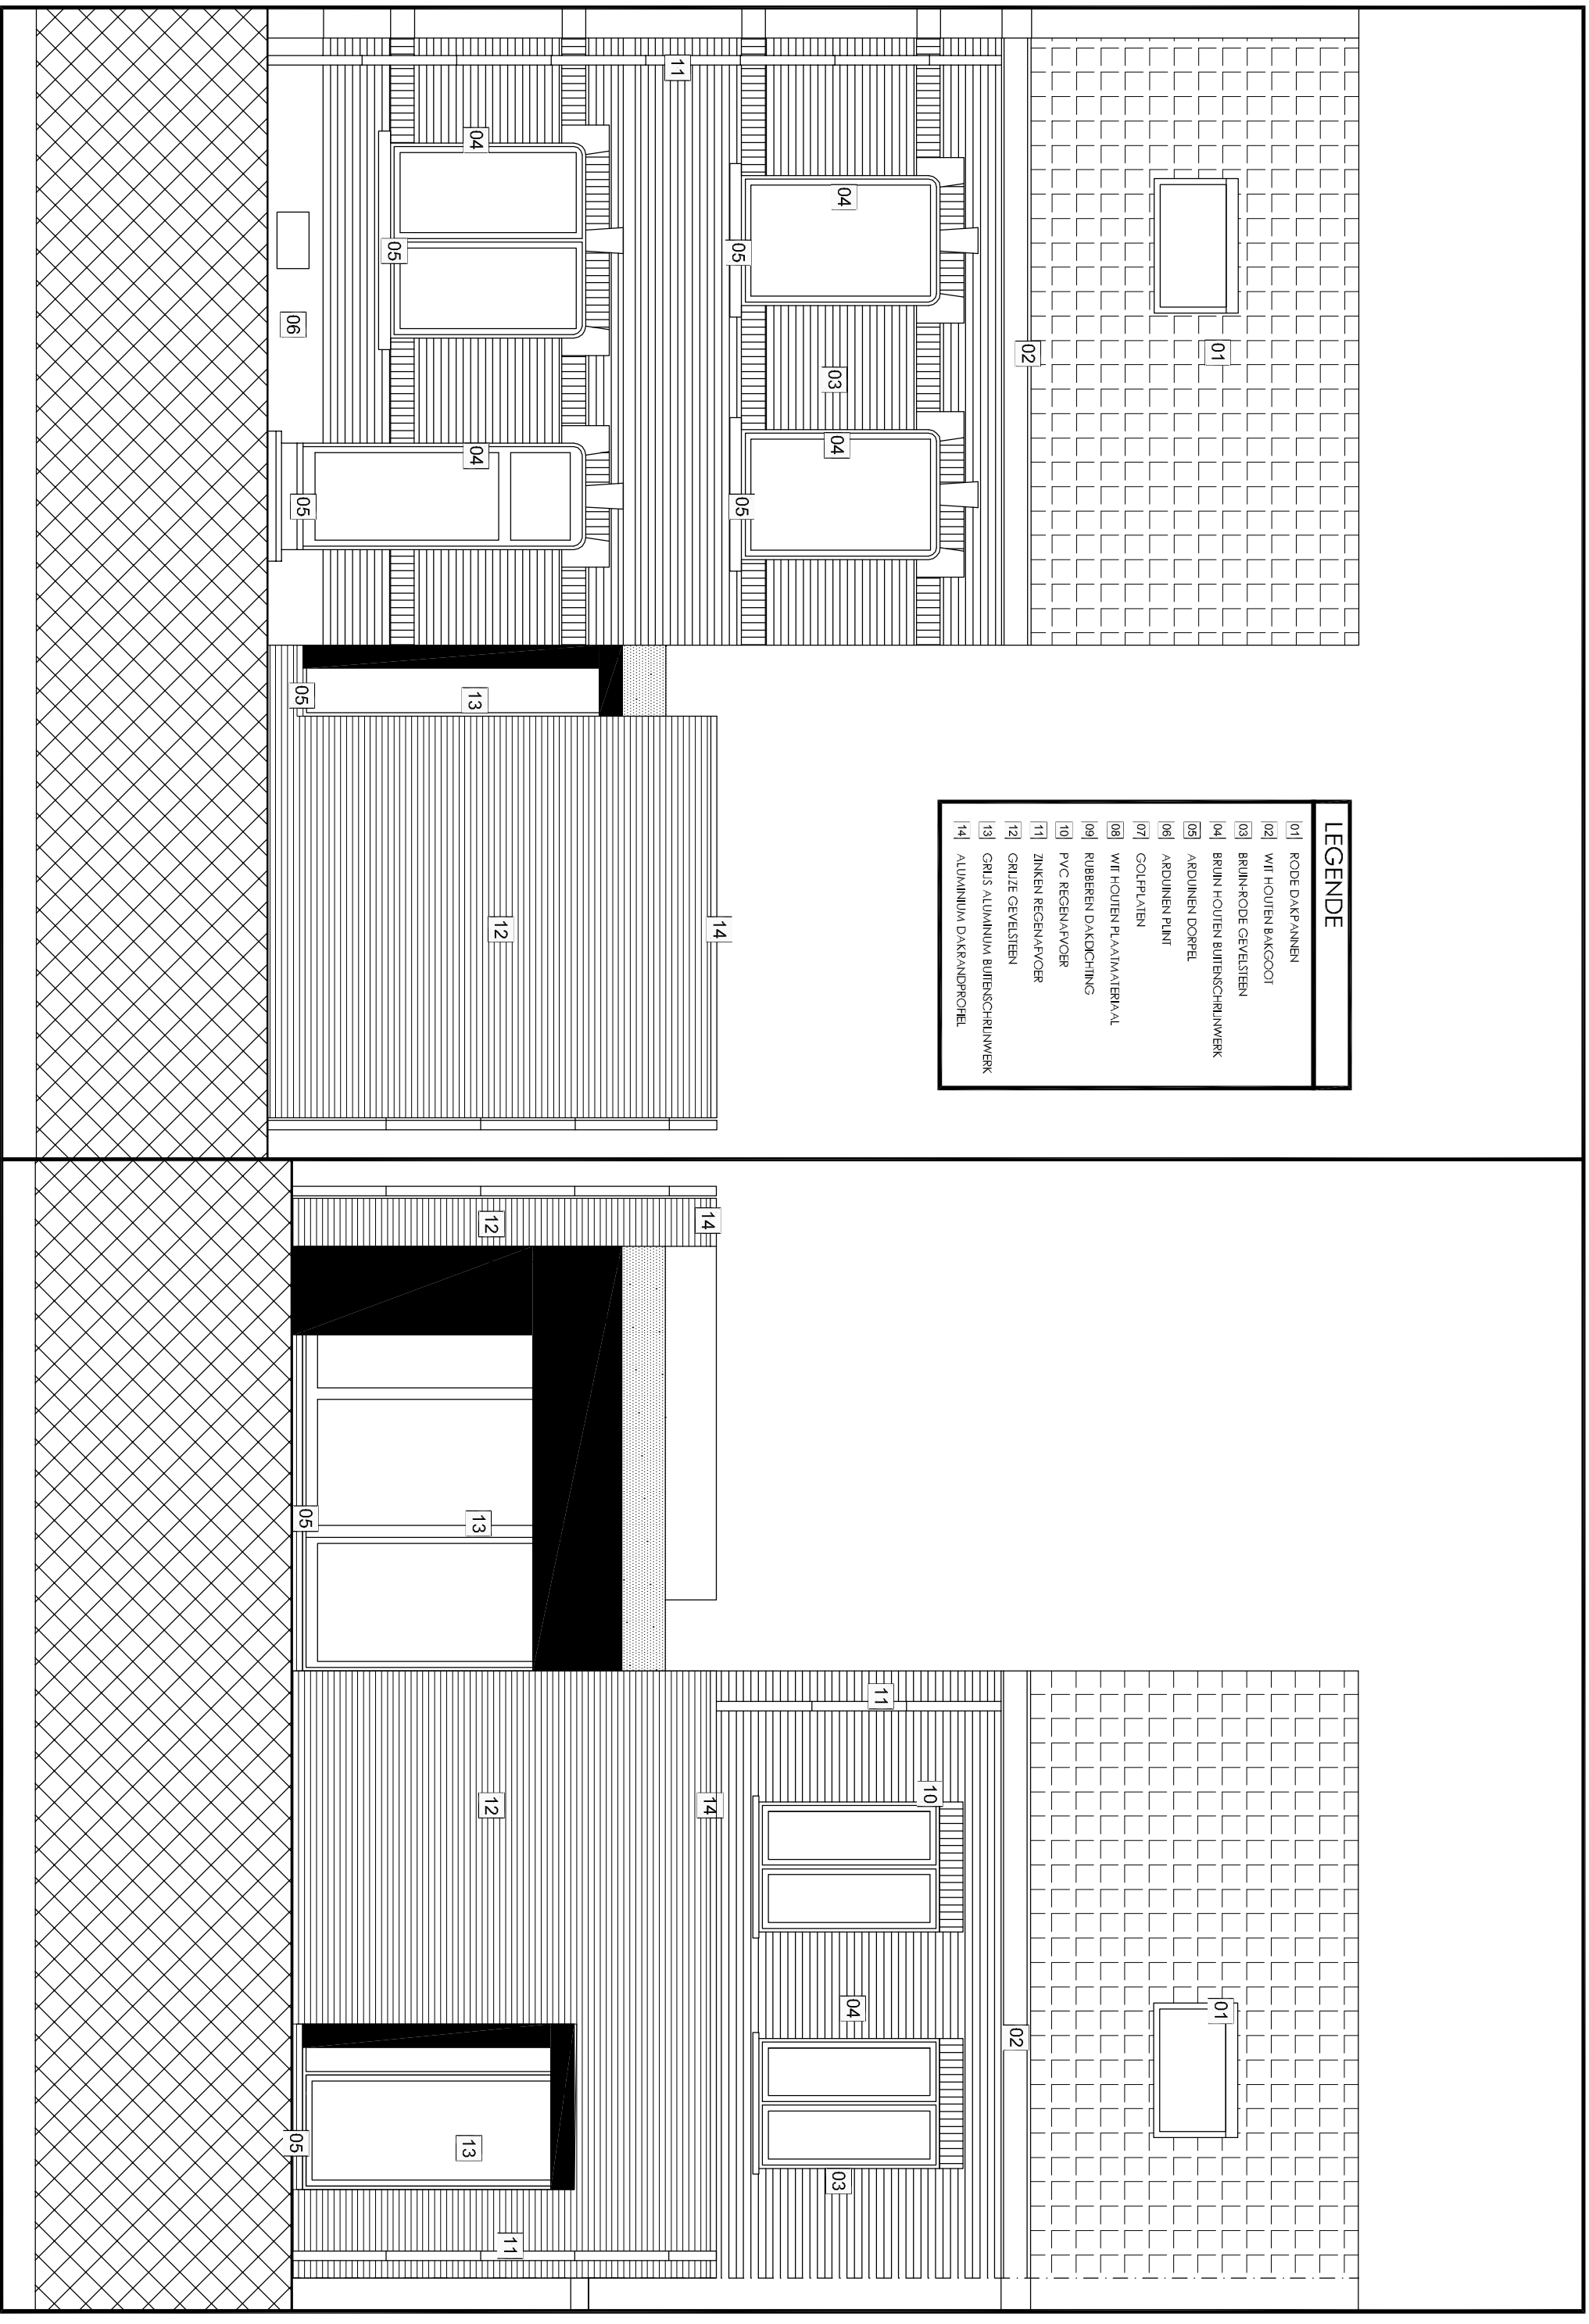 LEGENDE
01 RODE DAKPANNEN
02 WIT HOUTEN BAKGOOT
03 BRUIN-RODE GEVELSTEEN
04 BRUIN HOUTEN BUITENSCHRIJNWERK
05 ARDUINEN DORPEL
06 ARDUINEN PLINT
07 GOLFPLATEN
08 WIT HOUTEN PLAATMATERIAAL
09 RUBBEREN DAKDICHTING
10 PVC REGENAFVOER
11 ZINKEN REGENAFVOER
12 GRIJZE GEVELSTEEN
13 GRIJS ALUMINUM BUITENSCHRIJNWERK
14 ALUMINIUM DAKRANDPROFIEL
01
02
04
03
04
05
05
14
11
12
04
04
13
05
06
05
05
01
02
10
11
04
03
14
14
12
12
11
13
13
05
05